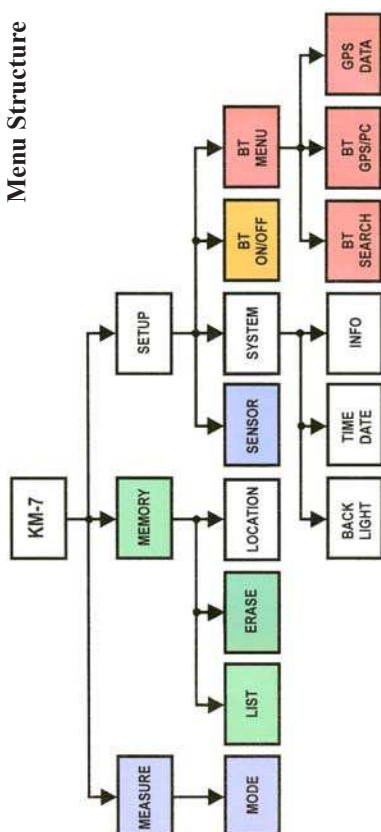 Menu Structure
KM-7
MEASURE
MEMORY
SETUP
MODE
LIST
ERASE
LOCATION
SENSOR
SYSTEM
BT
ON/OFF
BT
MENU
BACK
LIGHT
TIME
DATE
INFO
BT
SEARCH
BT
GPS/PC
GPS
DATA